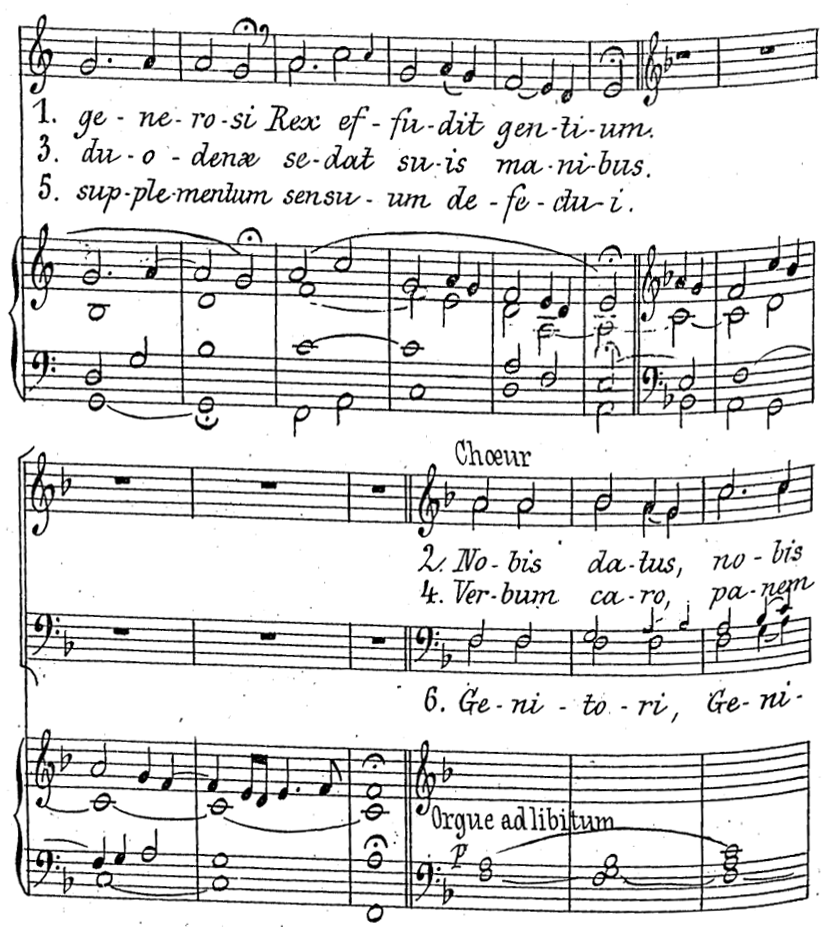 1. ge - ne - ro - si Rex ef - fu - dit gen - ti - um.
3. du - o - denæ se - dat su - is ma - ni - bus.
5. sup - ple - mentum sensu - um de - fe - ctu - i.
Chœur
2. No - bis da - tus, no - bis
4. Ver - bum ca - ro, pa - nem
6. Ge - ni - to - ri, Ge - ni -
Orgue ad libitum
p